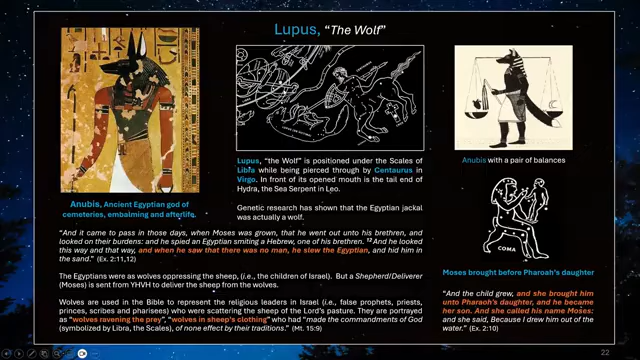 Lupus, "The Wolf"
Anubis, Ancient Egyptian god of
cemeteries, embalming and afterlife.
Lupus, "the Wolf" is positioned under the Scales of
Libra while being pierced through by Centaurus in
Virgo. In front of its opened mouth is the tail end of
Hydra, the Sea Serpent in Leo.
Genetic research has shown that the Egyptian jackal
was actually a wolf.
Anubis with a pair of balances
COMA
Moses brought before Pharoah's daughter
"And it came to pass in those days, when Moses was grown, that he went out unto his brethren, and
looked on their burdens: and he spied an Egyptian smiting a Hebrew, one of his brethren. 12 And he looked
this way and that way, and when he saw that there was no man, he slew the Egyptian, and hid him in
the sand." (Ex. 2:11,12)
The Egyptians were as wolves oppressing the sheep, (i.e., the children of Israel). But a Shepherd/Deliverer
(Moses) is sent from YHVH to deliver the sheep from the wolves.
Wolves are used in the Bible to represent the religious leaders in Israel (i.e., false prophets, priests,
princes, scribes and pharisees) who were scattering the sheep of the Lord's pasture. They are portrayed
as "wolves ravening the prey", "wolves in sheep's clothing" who had "made the commandments of God
(symbolized by Libra, the Scales), of none effect by their traditions." (Mt. 15:9)
"And the child grew, and she brought him
unto Pharaoh's daughter, and he became
her son. And she called his name Moses:
and she said, Because I drew him out of the
water." (Ex. 2:10)
22